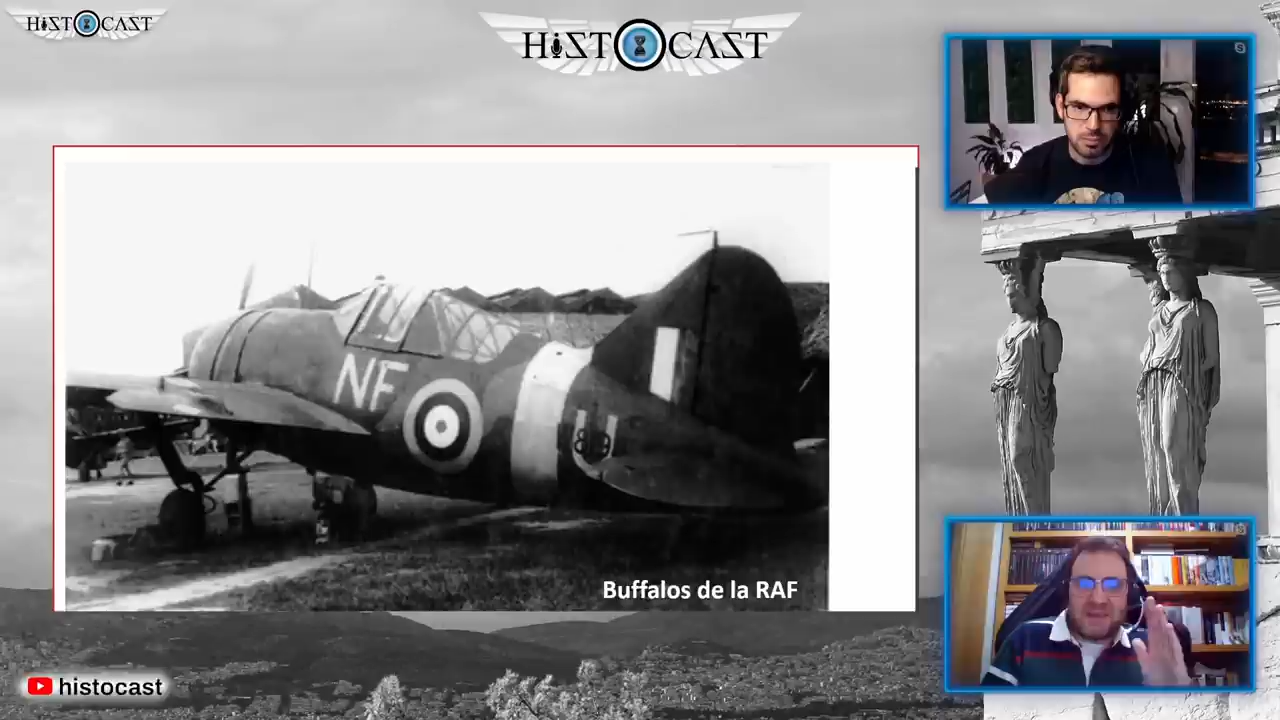 HiSTOCAST
HiSTOCAST
NF
U
Buffalos de la RAF
histocast